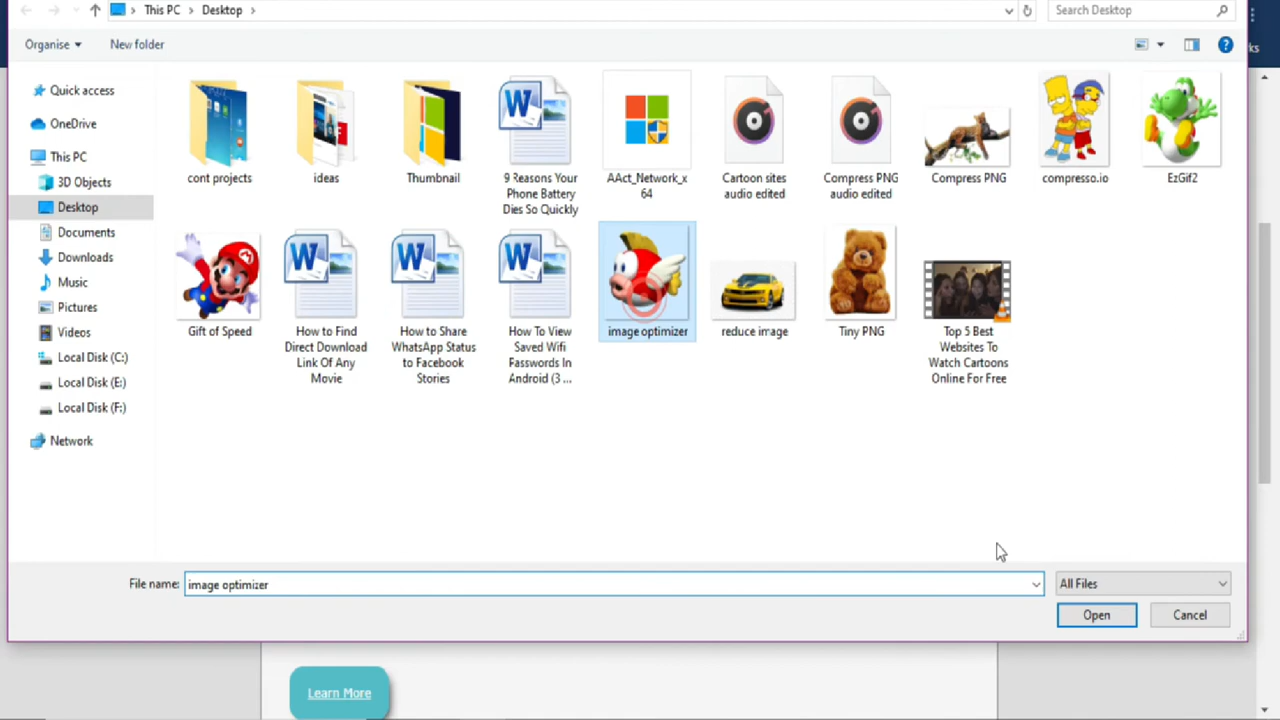 This PC > Desktop >
Search Desktop
Organise
New folder
ks
Quick access
OneDrive
This PC
3D Objects
Desktop
Documents
Downloads
Music
Pictures
Videos
Local Disk (C:)
Local Disk (E:)
Local Disk (F:)
Network
cont projects
ideas
Thumbnail
9 Reasons Your
Phone Battery
Dies So Quickly
AAct_Network_x
64
Cartoon sites
audio edited
Compress PNG
audio edited
Compress PNG
compresso.io
EzGif2
Gift of Speed
How to Find
Direct Download
Link Of Any
Movie
How to Share
WhatsApp Status
to Facebook
Stories
How To View
Saved Wifi
Passwords In
Android (3 ...
image optimizer
reduce image
Tiny PNG
Top 5 Best
Websites To
Watch Cartoons
Online For Free
File name:
image optimizer
All Files
Open
Cancel
Learn More